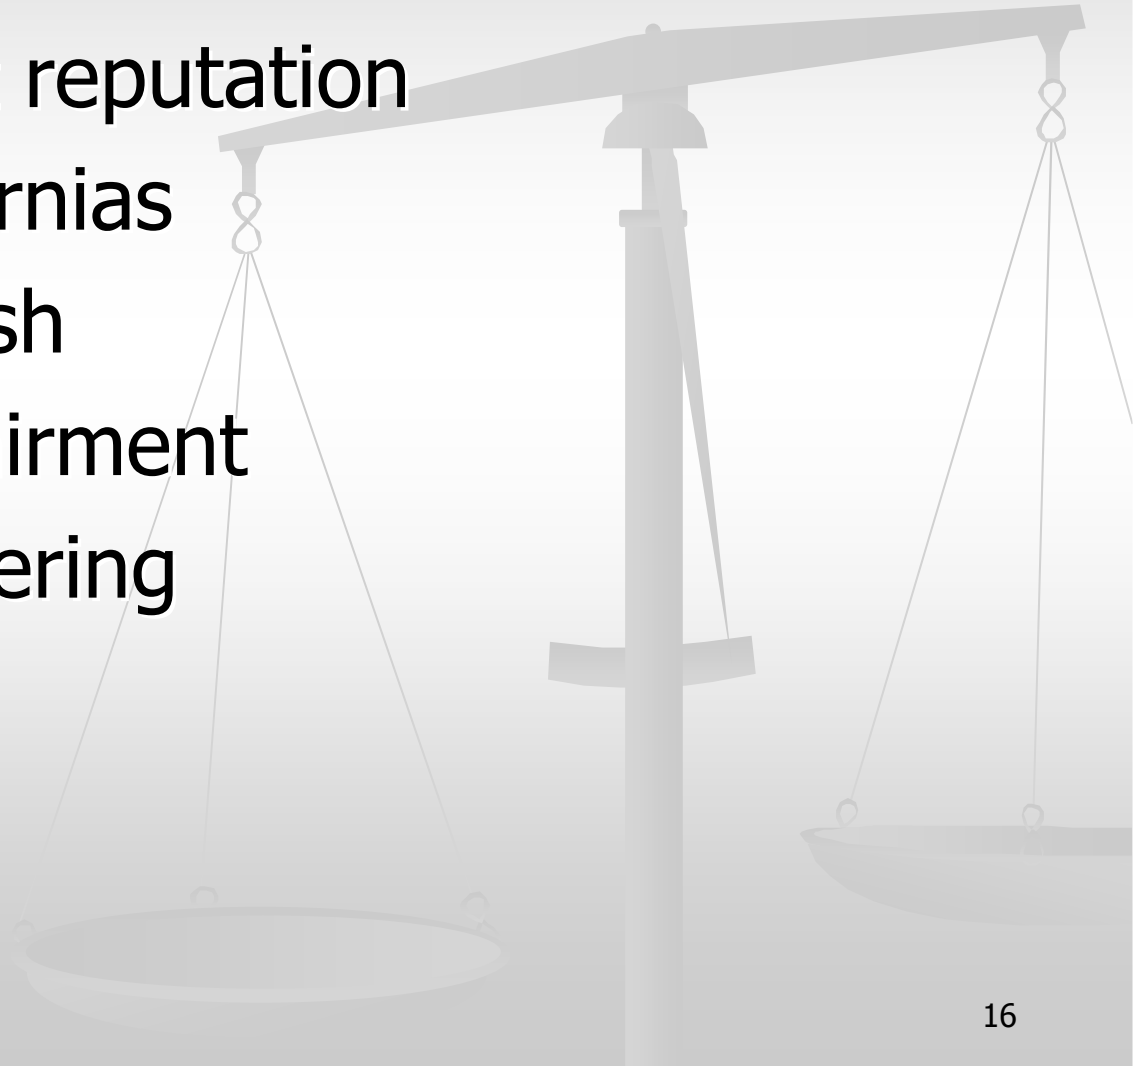 reputation
rnias
sh
irment
ering
16